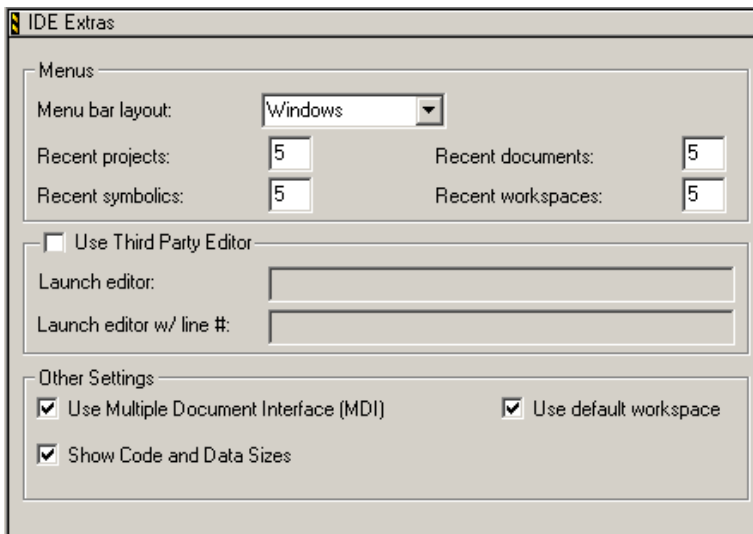 IDE Extras
Menus
Menu bar layout: Windows
Recent projects: 5 Recent documents: 5
Recent symbolics: 5 Recent workspaces: 5
Use Third Party Editor
Launch editor:
Launch editor w/ line #:
Other Settings
Use Multiple Document Interface (MDI) Use default workspace
Show Code and Data Sizes